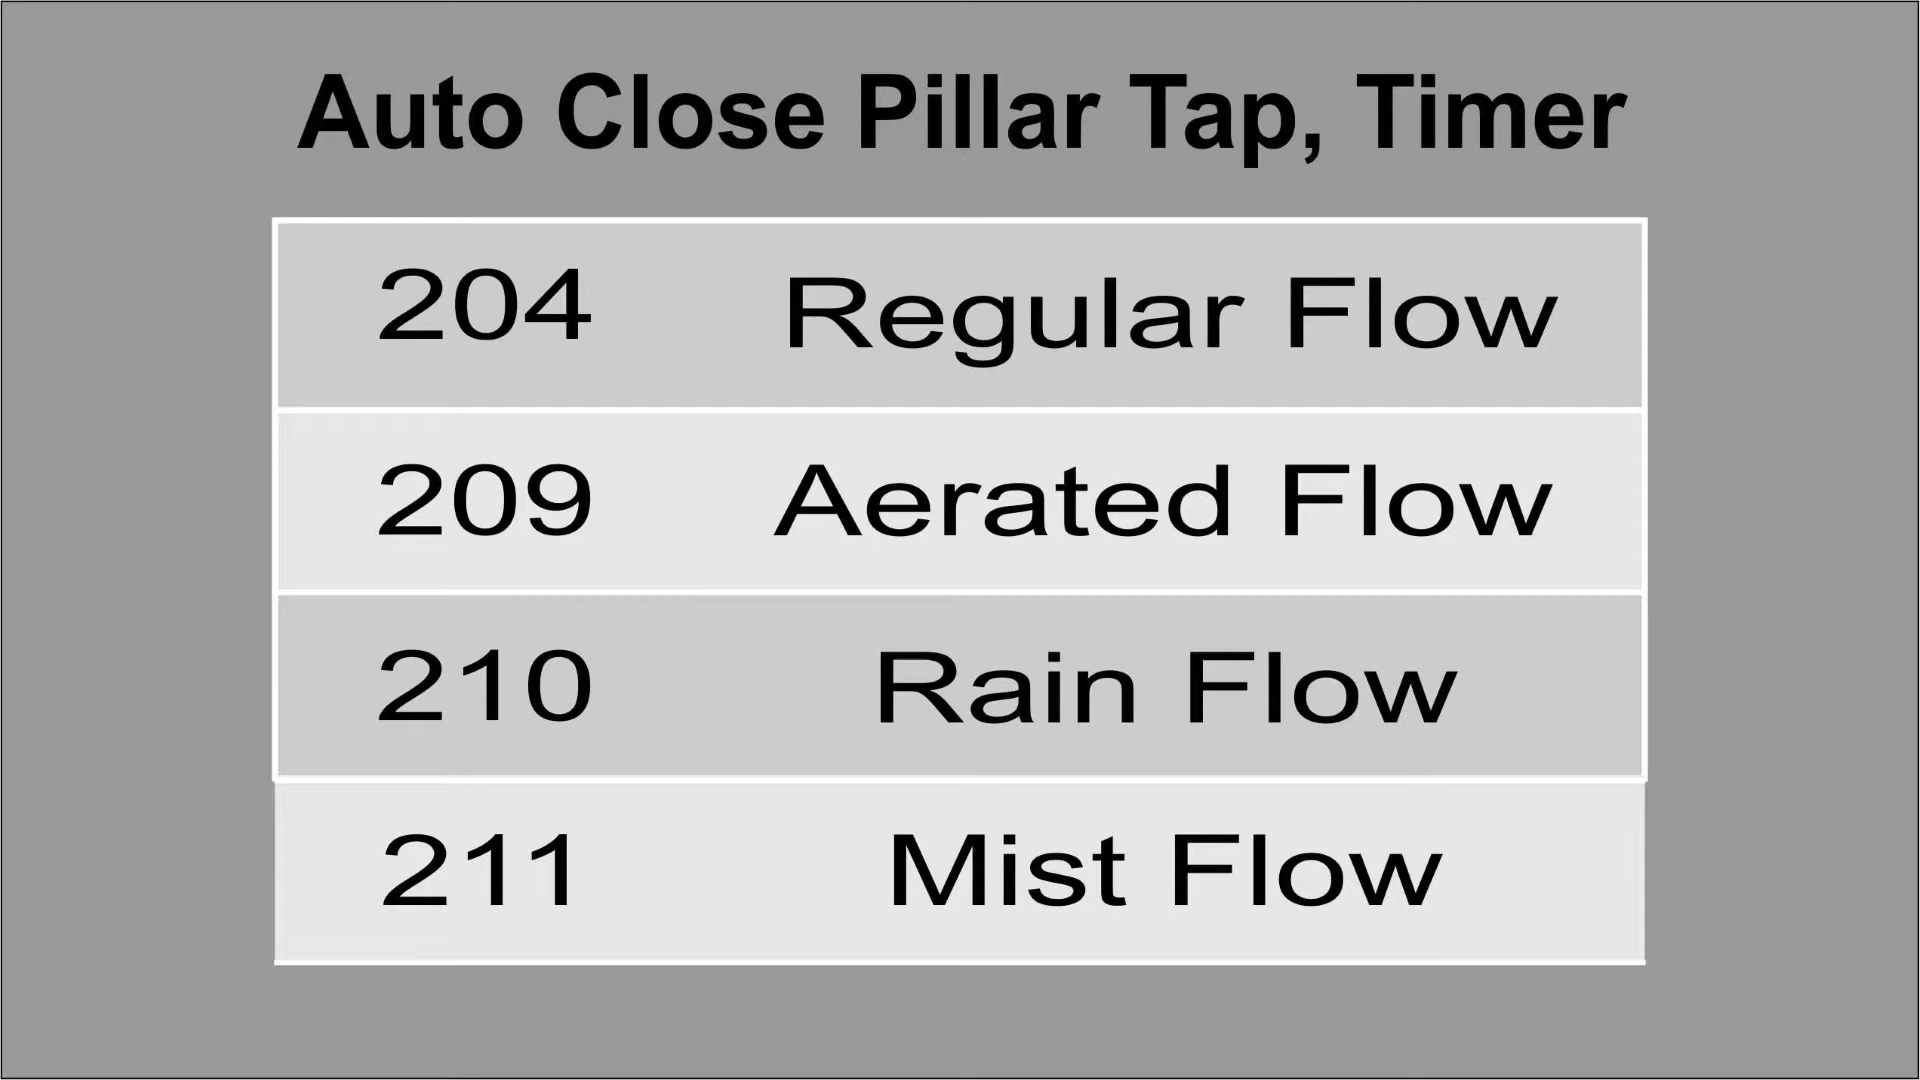 Auto Close Pillar Tap, Timer
204 Regular Flow
209 Aerated Flow
210 Rain Flow
211 Mist Flow